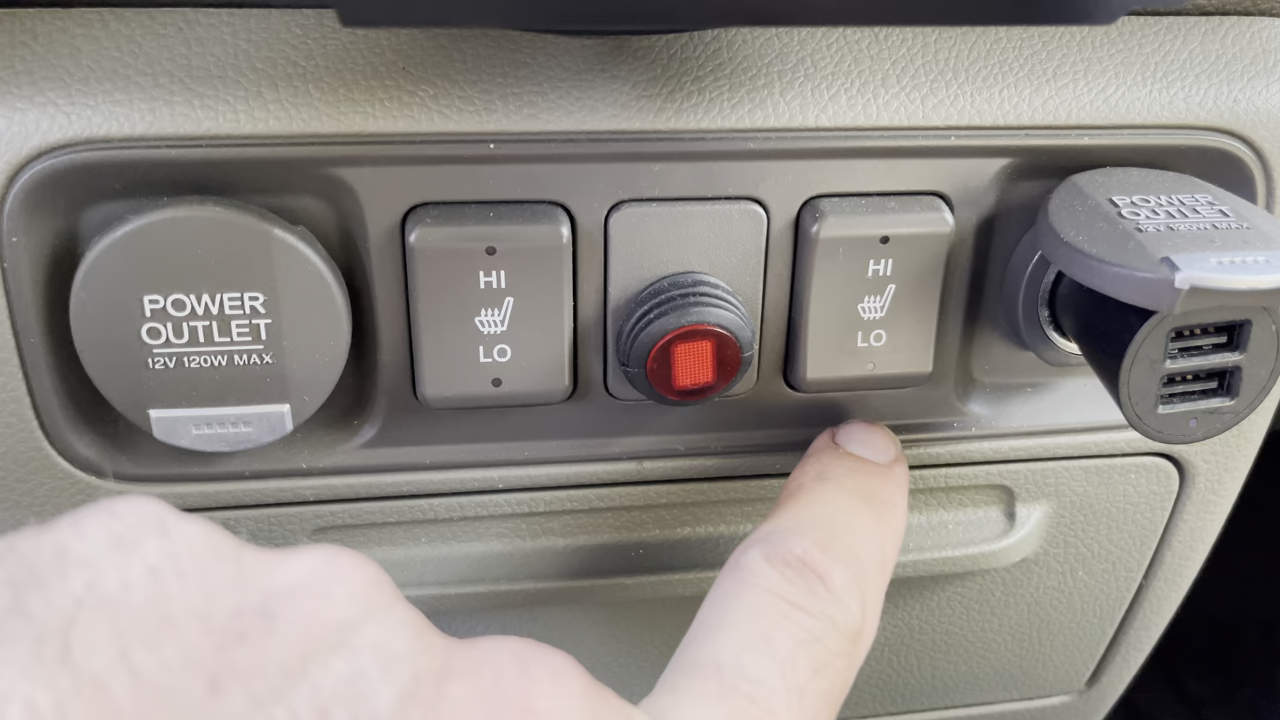 POWER
OUTLET
12V 120W MAX
HI
LO
HI
LO
POWER
OUTLET
12V 120W MAX